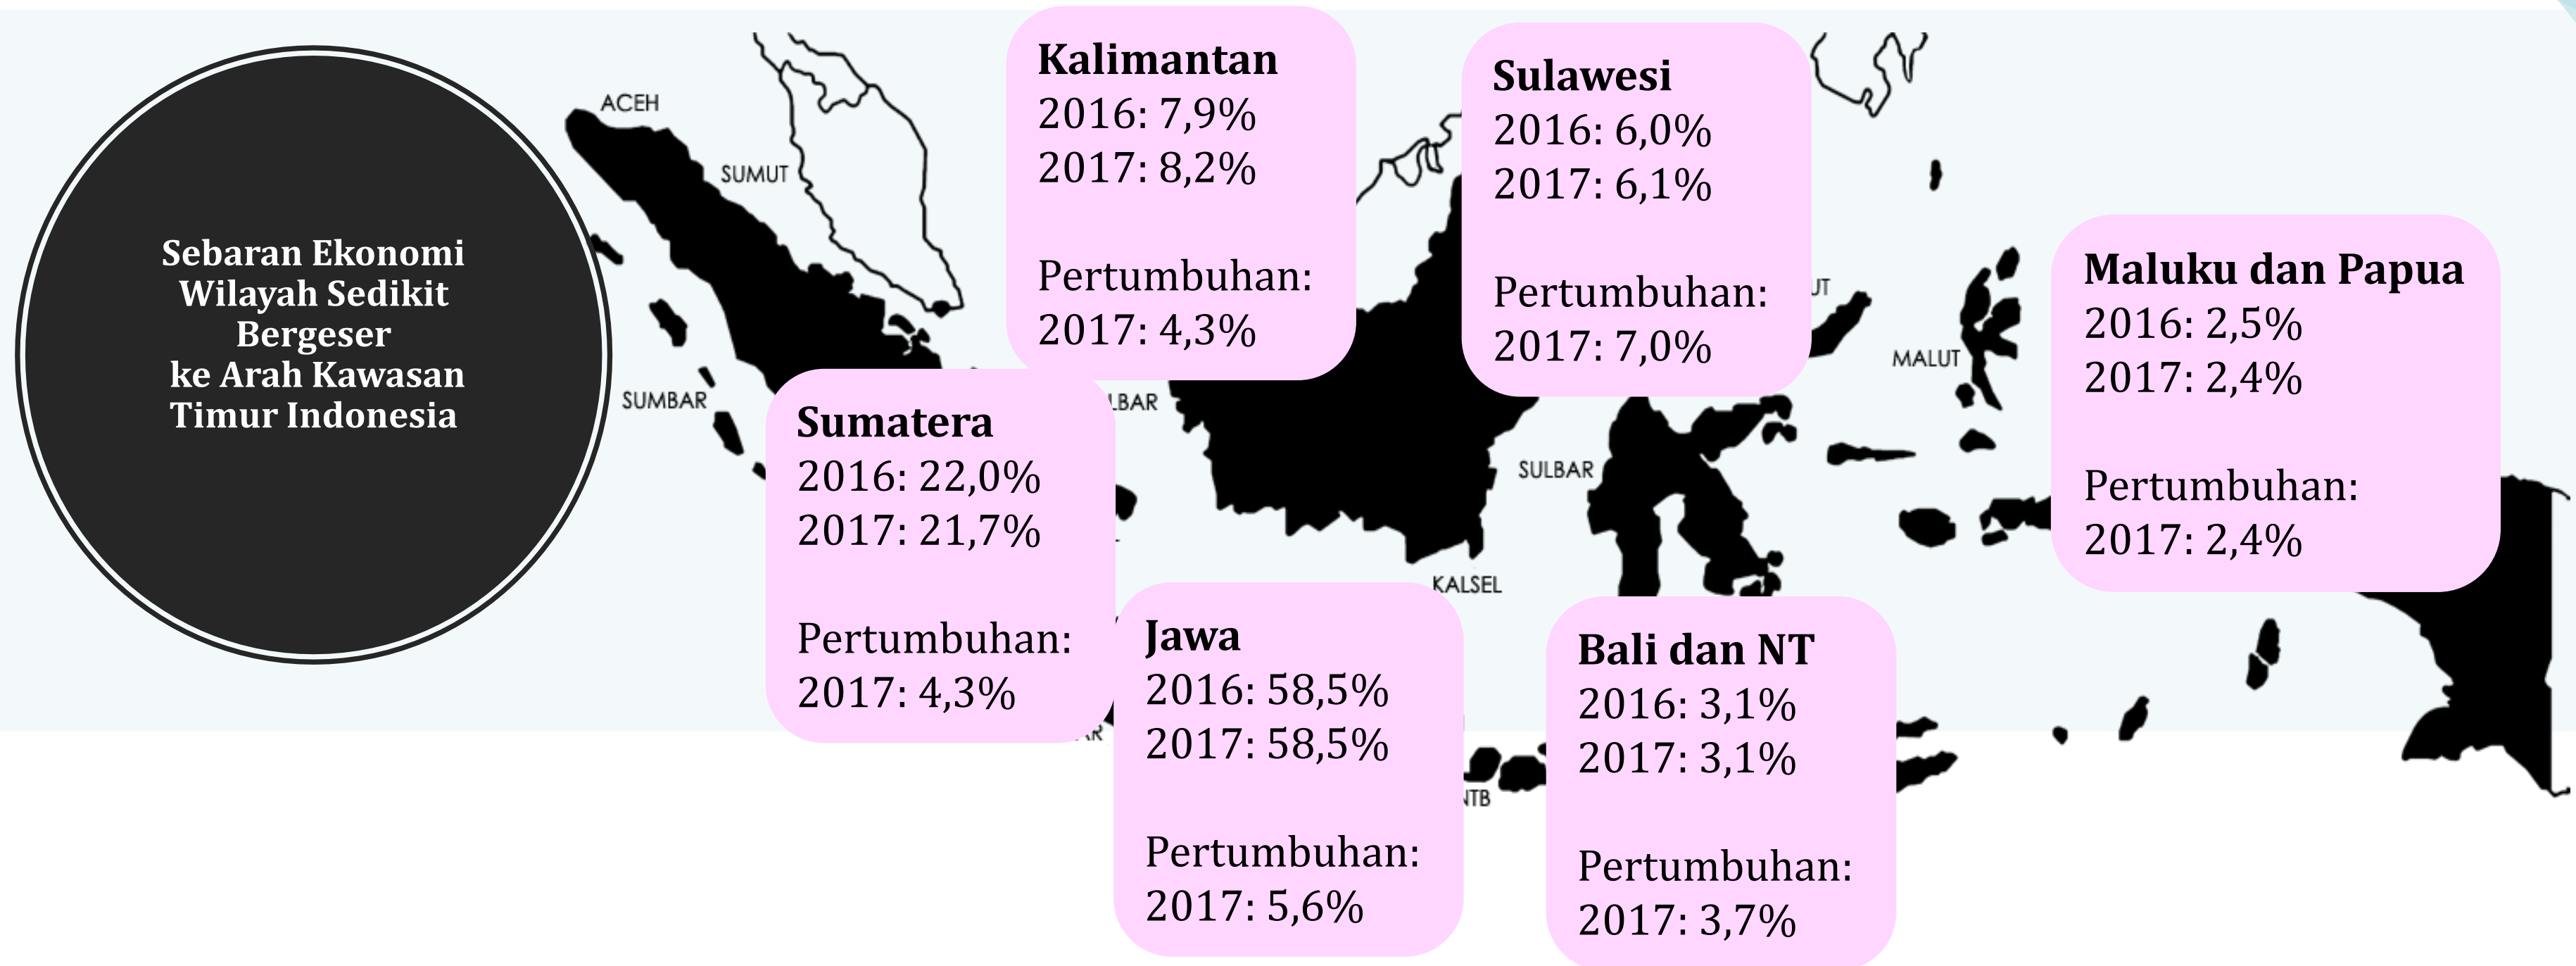 Sebaran Ekonomi
Wilayah Sedikit
Bergeser
ke Arah Kawasan
Timur Indonesia
ACEH
SUMUT
SUMBAR
Kalimantan
2016: 7,9%
2017: 8,2%
Pertumbuhan:
2017: 4,3%
Sulawesi
2016: 6,0%
2017: 6,1%
Pertumbuhan:
2017: 7,0%
Maluku dan Papua
2016: 2,5%
2017: 2,4%
Pertumbuhan:
2017: 2,4%
MALUT
SULBAR
KALSEL
Sumatera
2016: 22,0%
2017: 21,7%
Pertumbuhan:
2017: 4,3%
Jawa
2016: 58,5%
2017: 58,5%
Pertumbuhan:
2017: 5,6%
NTB
Bali dan NT
2016: 3,1%
2017: 3,1%
Pertumbuhan:
2017: 3,7%